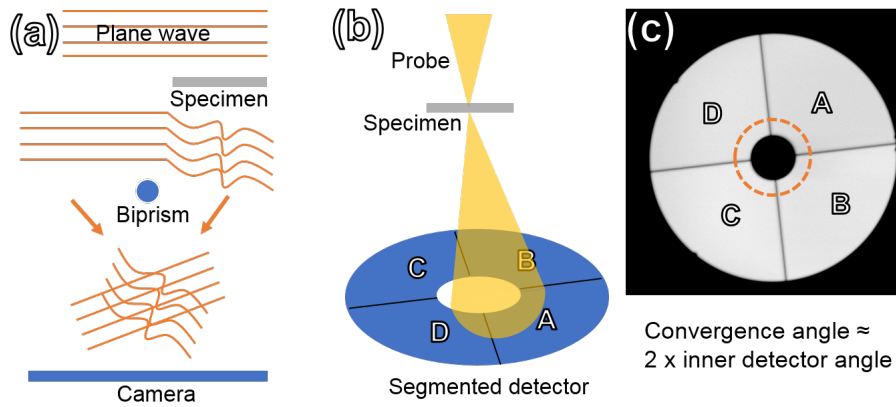 (a)
Plane wave
Specimen
Biprism
Camera
(b)
Probe
Specimen
C
B
D
A
Segmented detector
(c)
D
A
C
B
Convergence angle ≈
2 x inner detector angle